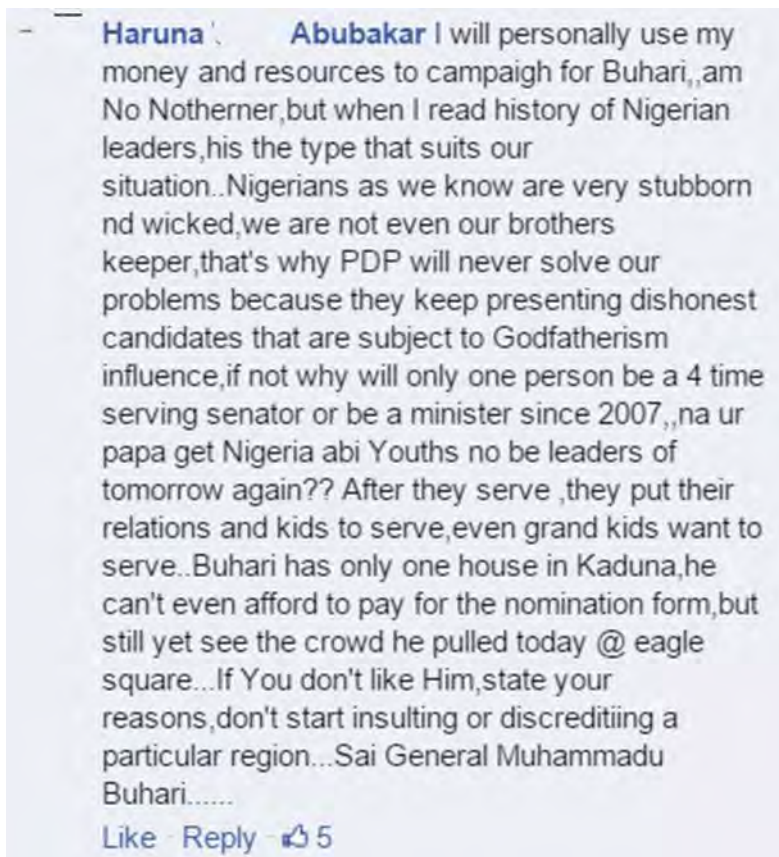 Haruna Abubakar I will personally use my
money and resources to campaigh for Buhari,,am
No Notherner,but when I read history of Nigerian
leaders,his the type that suits our
situation..Nigerians as we know are very stubborn
nd wicked,we are not even our brothers
keeper,that's why PDP will never solve our
problems because they keep presenting dishonest
candidates that are subject to Godfatherism
influence,if not why will only one person be a 4 time
serving senator or be a minister since 2007,,na ur
papa get Nigeria abi Youths no be leaders of
tomorrow again?? After they serve ,they put their
relations and kids to serve,even grand kids want to
serve..Buhari has only one house in Kaduna,he
can't even afford to pay for the nomination form,but
still yet see the crowd he pulled today @ eagle
square...If You don't like Him,state your
reasons,don't start insulting or discreditiing a
particular region...Sai General Muhammadu
Buhari......
Like · Reply · 5